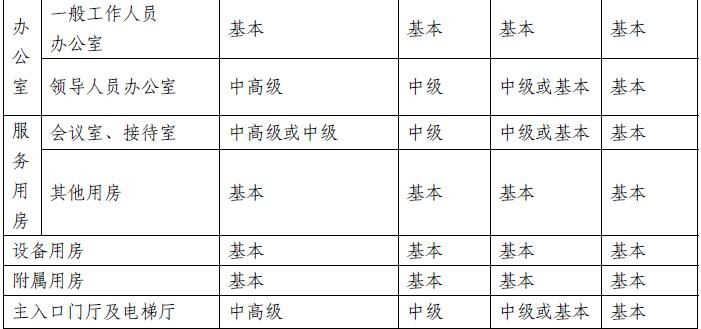 办公室
一般工作人员
办公室
基本 基本 基本 基本
领导人员办公室 中高级 中级 中级或基本 基本
服务用房
会议室、接待室 中高级或中级 中级 中级或基本 基本
其他用房 基本 基本 基本 基本
设备用房 基本 基本 基本 基本
附属用房 基本 基本 基本 基本
主入口门厅及电梯厅 中高级 中级 中级或基本 基本